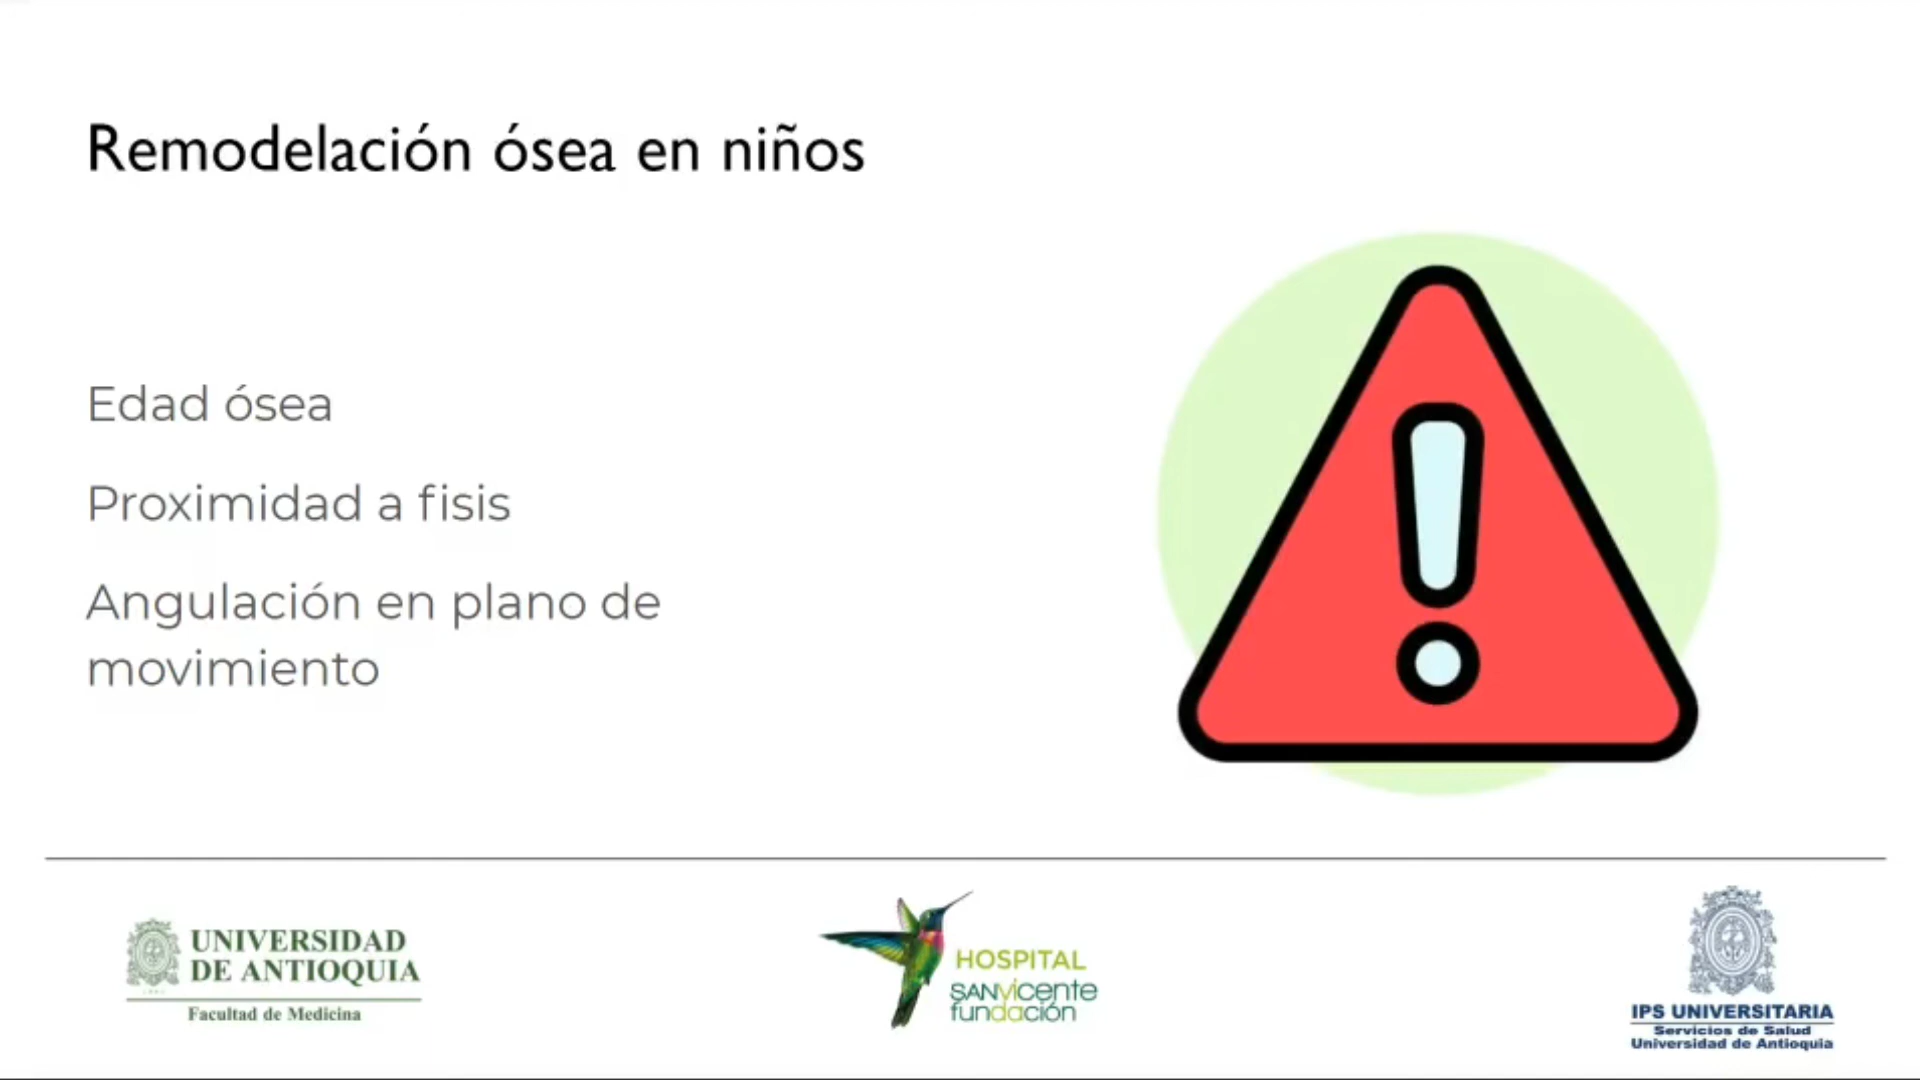 Remodelación ósea en niños
Edad ósea
Proximidad a fisis
Angulación en plano de
movimiento
UNIVERSIDAD
DE ANTIOQUIA
Facultad de Medicina
HOSPITAL
SANvicente
fundación
IPS UNIVERSITARIA
Servicios de Salud
Universidad de Antioquia